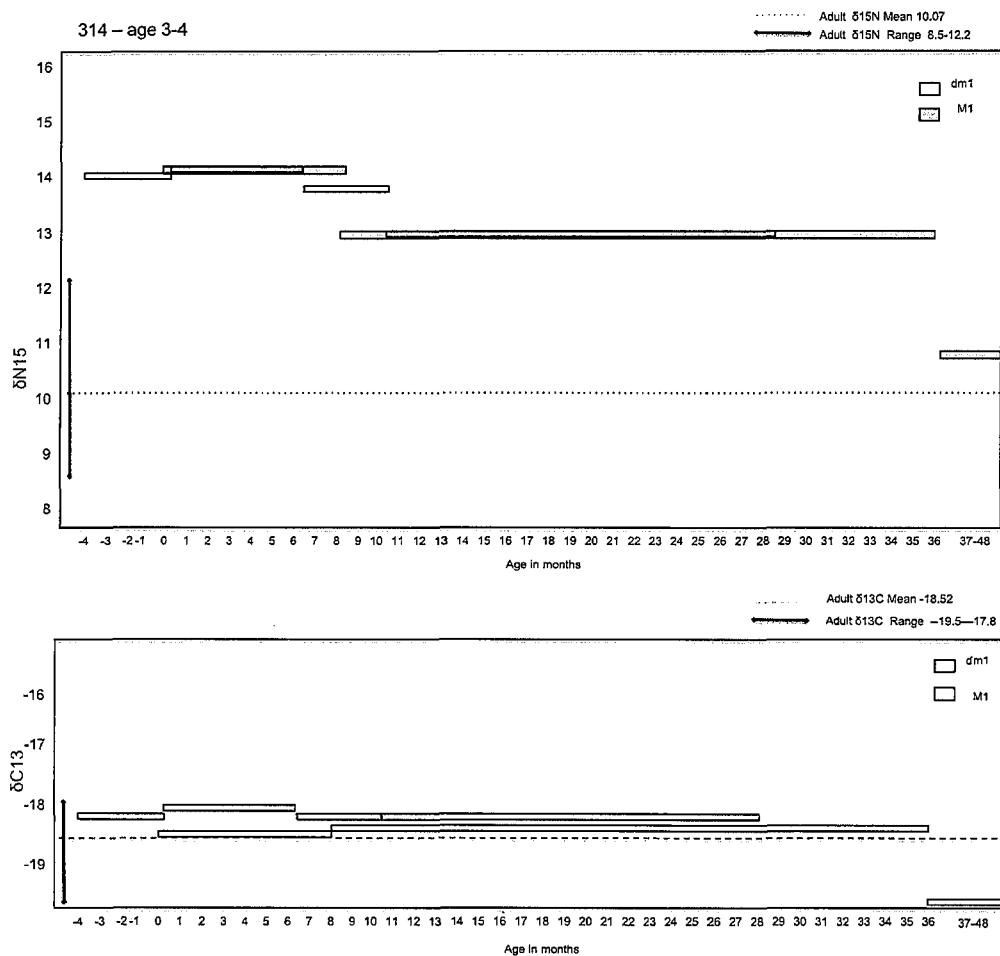 314 – age 3-4
Adult δ15N Mean 10.07
Adult δ15N Range 8.5-12.2
dm1
M1
16
15
14
13
12
11
10
9
8
δN15
-4 -3 -2 -1 0 1 2 3 4 5 6 7 8 9 10 11 12 13 14 15 16 17 18 19 20 21 22 23 24 25 26 27 28 29 30 31 32 33 34 35 36 37-48
Age in months
Adult δ13C Mean -18.52
Adult δ13C Range –19.5—17.8
dm1
M1
-16
-17
-18
-19
δC13
-4 -3 -2 -1 0 1 2 3 4 5 6 7 8 9 10 11 12 13 14 15 16 17 18 19 20 21 22 23 24 25 26 27 28 29 30 31 32 33 34 35 36 37-48
Age in months